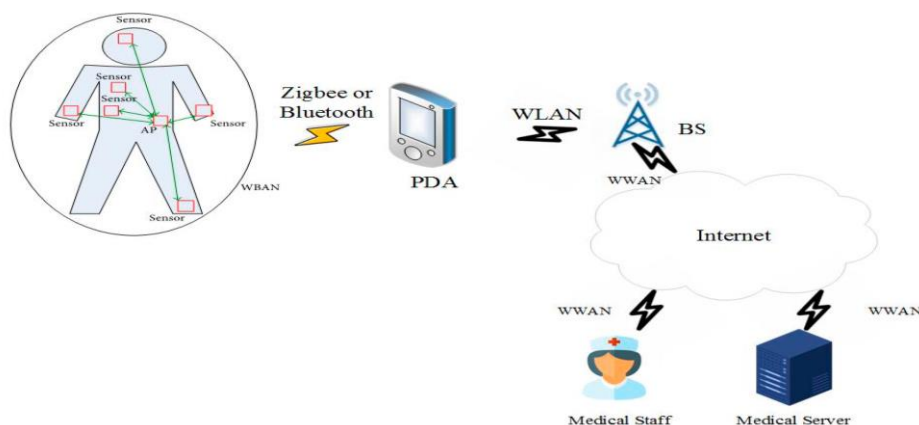 Sensor
Sensor
Sensor
Sensor
AP
Sensor
WBAN
Sensor
Zigbee or
Bluetooth
PDA
WLAN
BS
WWAN
Internet
WWAN
WWAN
Medical Staff
Medical Server